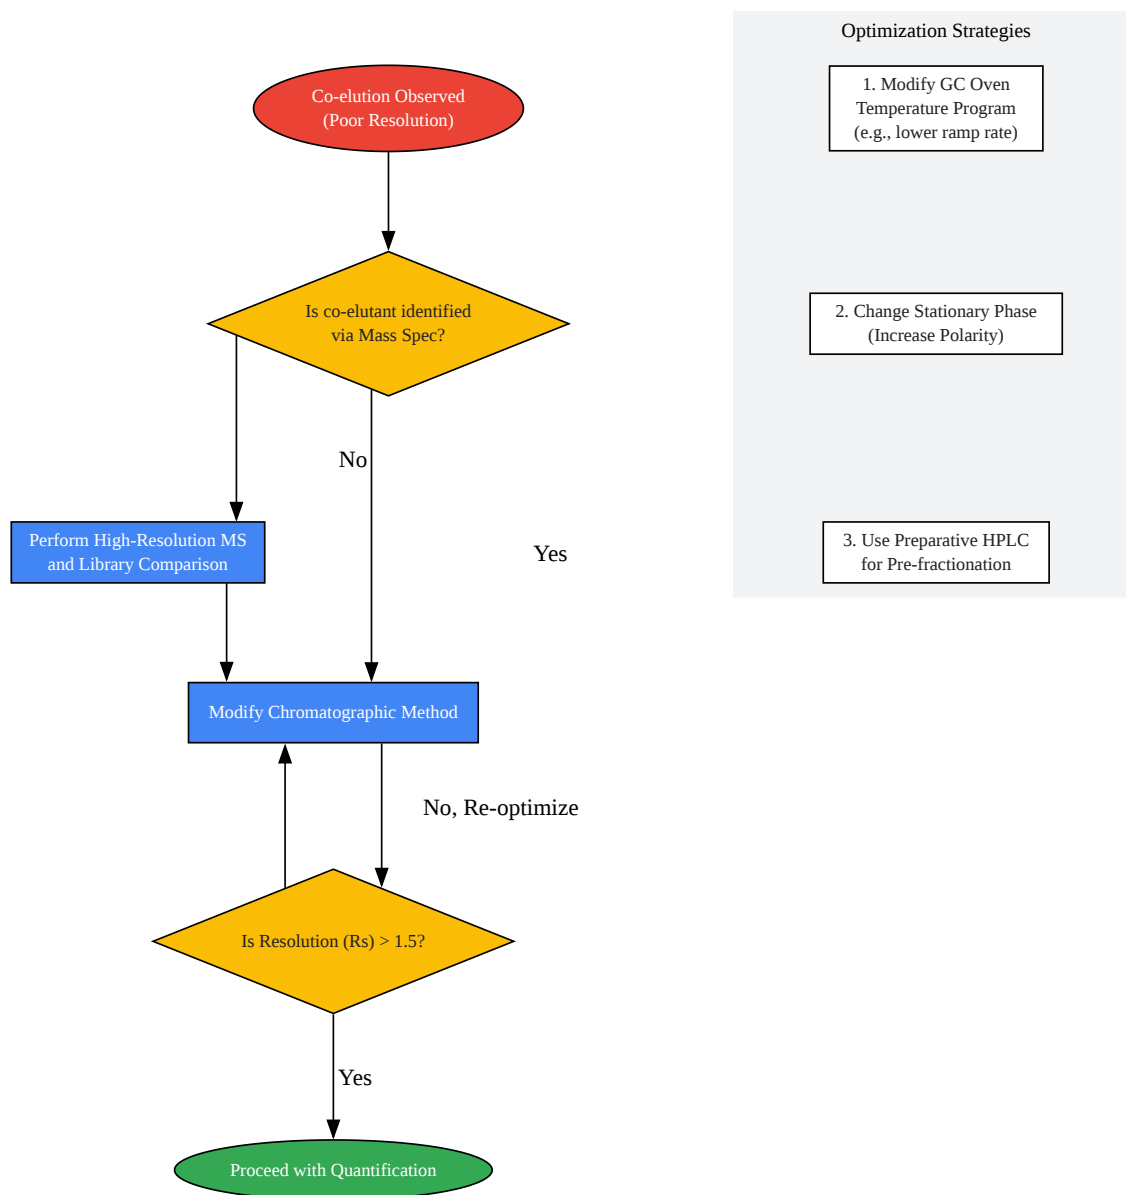 Co-elution Observed
(Poor Resolution)
Is co-elutant identified
via Mass Spec?
No
Yes
Perform High-Resolution MS
and Library Comparison
Modify Chromatographic Method
No, Re-optimize
Is Resolution (Rs) > 1.5?
Yes
Proceed with Quantification
Optimization Strategies
1. Modify GC Oven
Temperature Program
(e.g., lower ramp rate)
2. Change Stationary Phase
(Increase Polarity)
3. Use Preparative HPLC
for Pre-fractionation